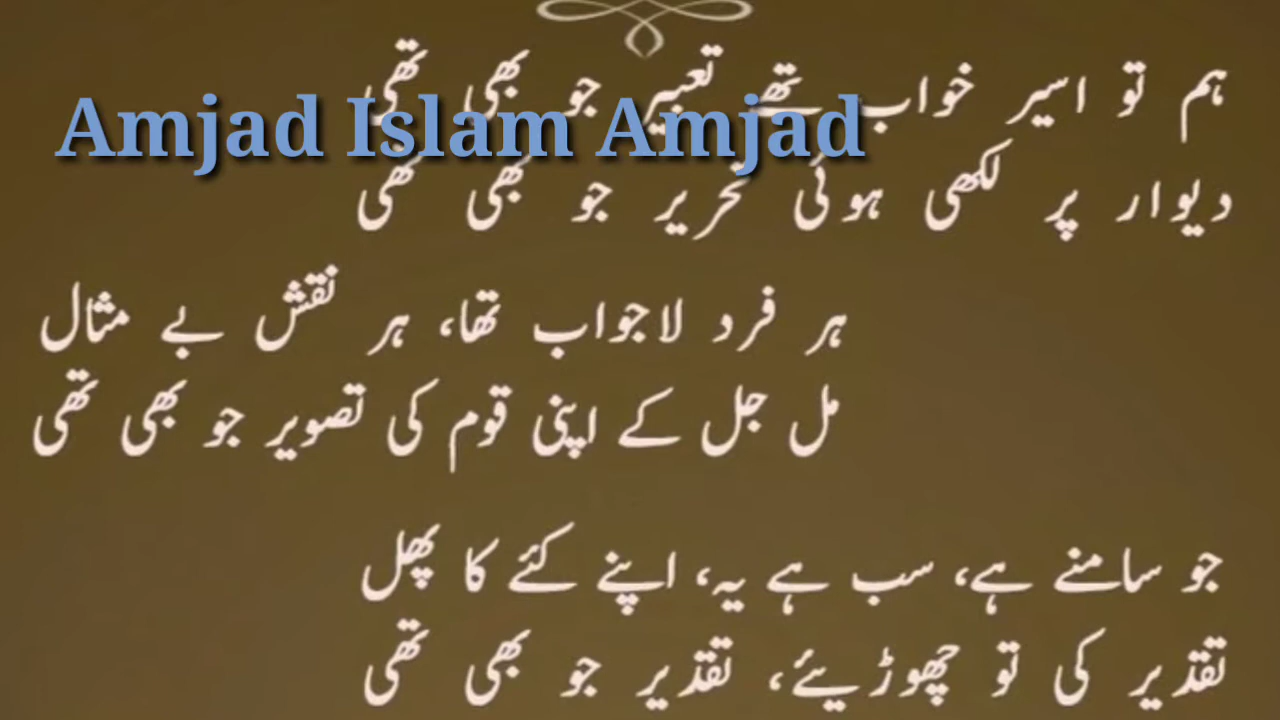 ہم تو اسیر خواب تھے تعبیر جو بھی تھی
Amjad Islam Amjad
دیوار پر لکھی ہوئی تحریر جو بھی تھی
ہر فرد لاجواب تھا، ہر نقش بے مثال
مل جل کے اپنی قوم کی تصویر جو بھی تھی
جو سامنے ہے، سب ہے یہ، اپنے کئے کا پھل
تقدیر کی تو چھوڑیئے، تقدیر جو بھی تھی